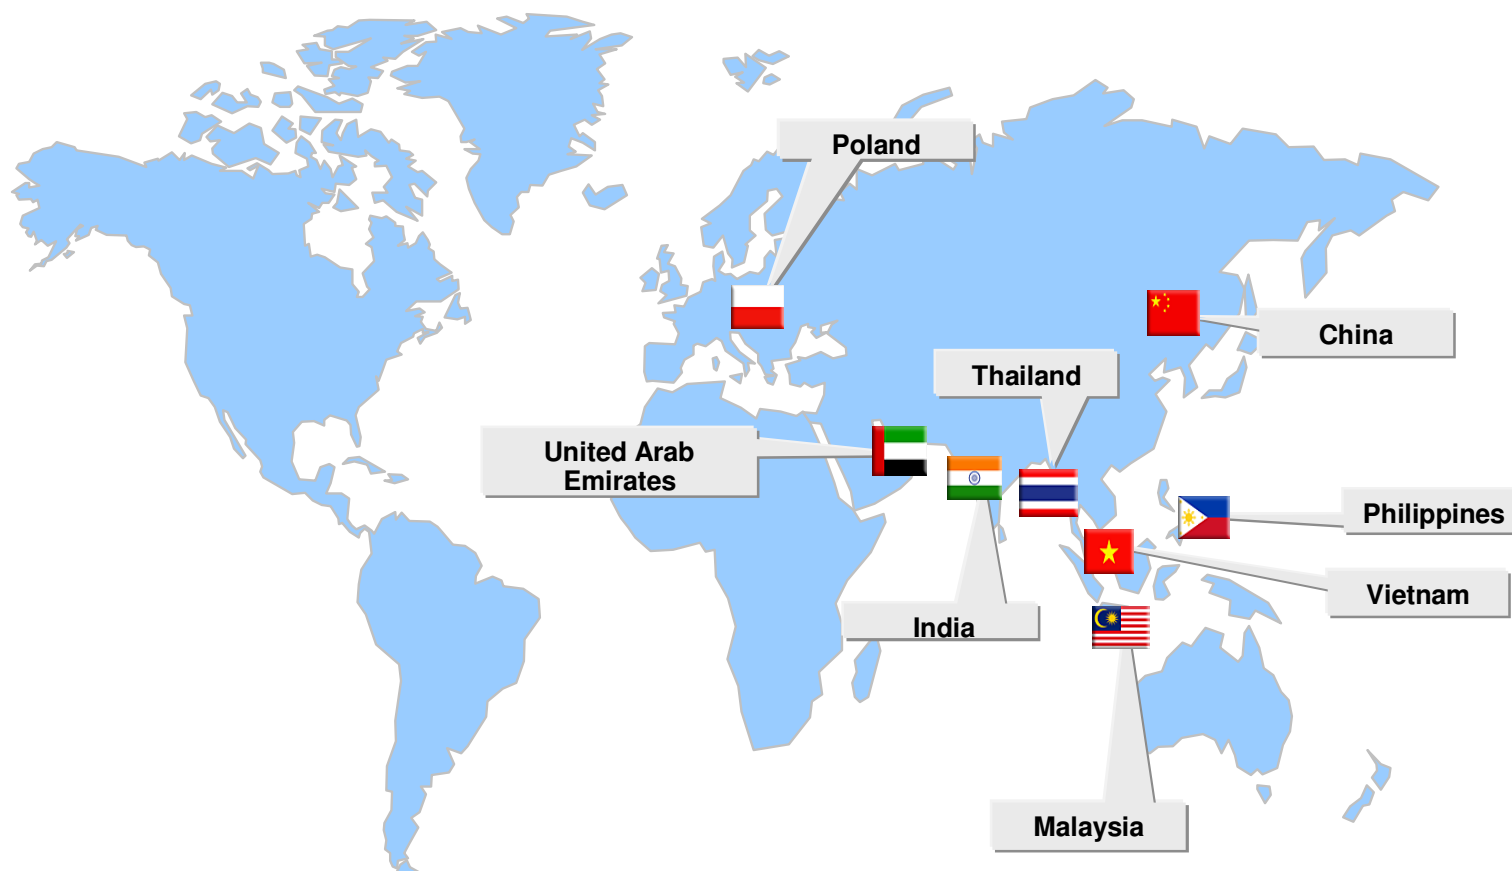 Poland
China
Thailand
United Arab
Emirates
Philippines
Vietnam
India
Malaysia